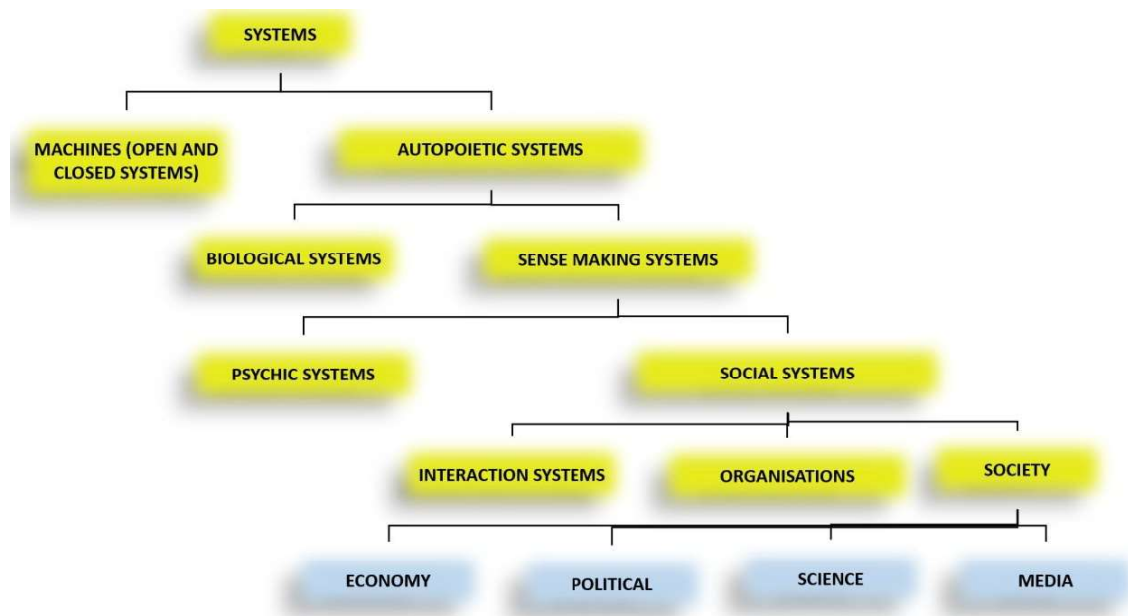 SYSTEMS
MACHINES (OPEN AND
CLOSED SYSTEMS)
AUTOPOIETIC SYSTEMS
BIOLOGICAL SYSTEMS
SENSE MAKING SYSTEMS
PSYCHIC SYSTEMS
SOCIAL SYSTEMS
INTERACTION SYSTEMS
ORGANISATIONS
SOCIETY
ECONOMY
POLITICAL
SCIENCE
MEDIA